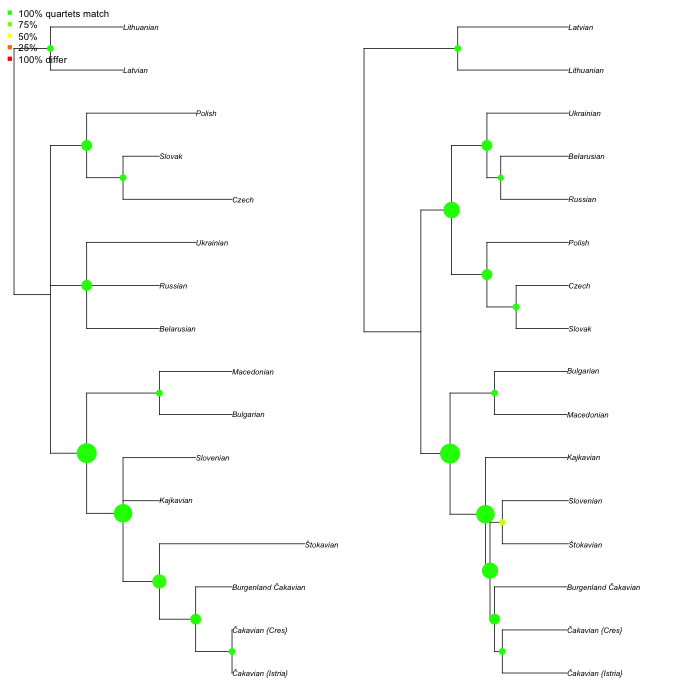 100% quartets match
75%
50%
25%
100% differ
Lithuanian
Latvian
Polish
Slovak
Czech
Ukrainian
Russian
Belarusian
Macedonian
Bulgarian
Slovenian
Kajkavian
Štokavian
Burgenland Čakavian
Čakavian (Cres)
Čakavian (Istria)
Latvian
Lithuanian
Ukrainian
Belarusian
Russian
Polish
Czech
Slovak
Bulgarian
Macedonian
Kajkavian
Slovenian
Štokavian
Burgenland Čakavian
Čakavian (Cres)
Čakavian (Istria)